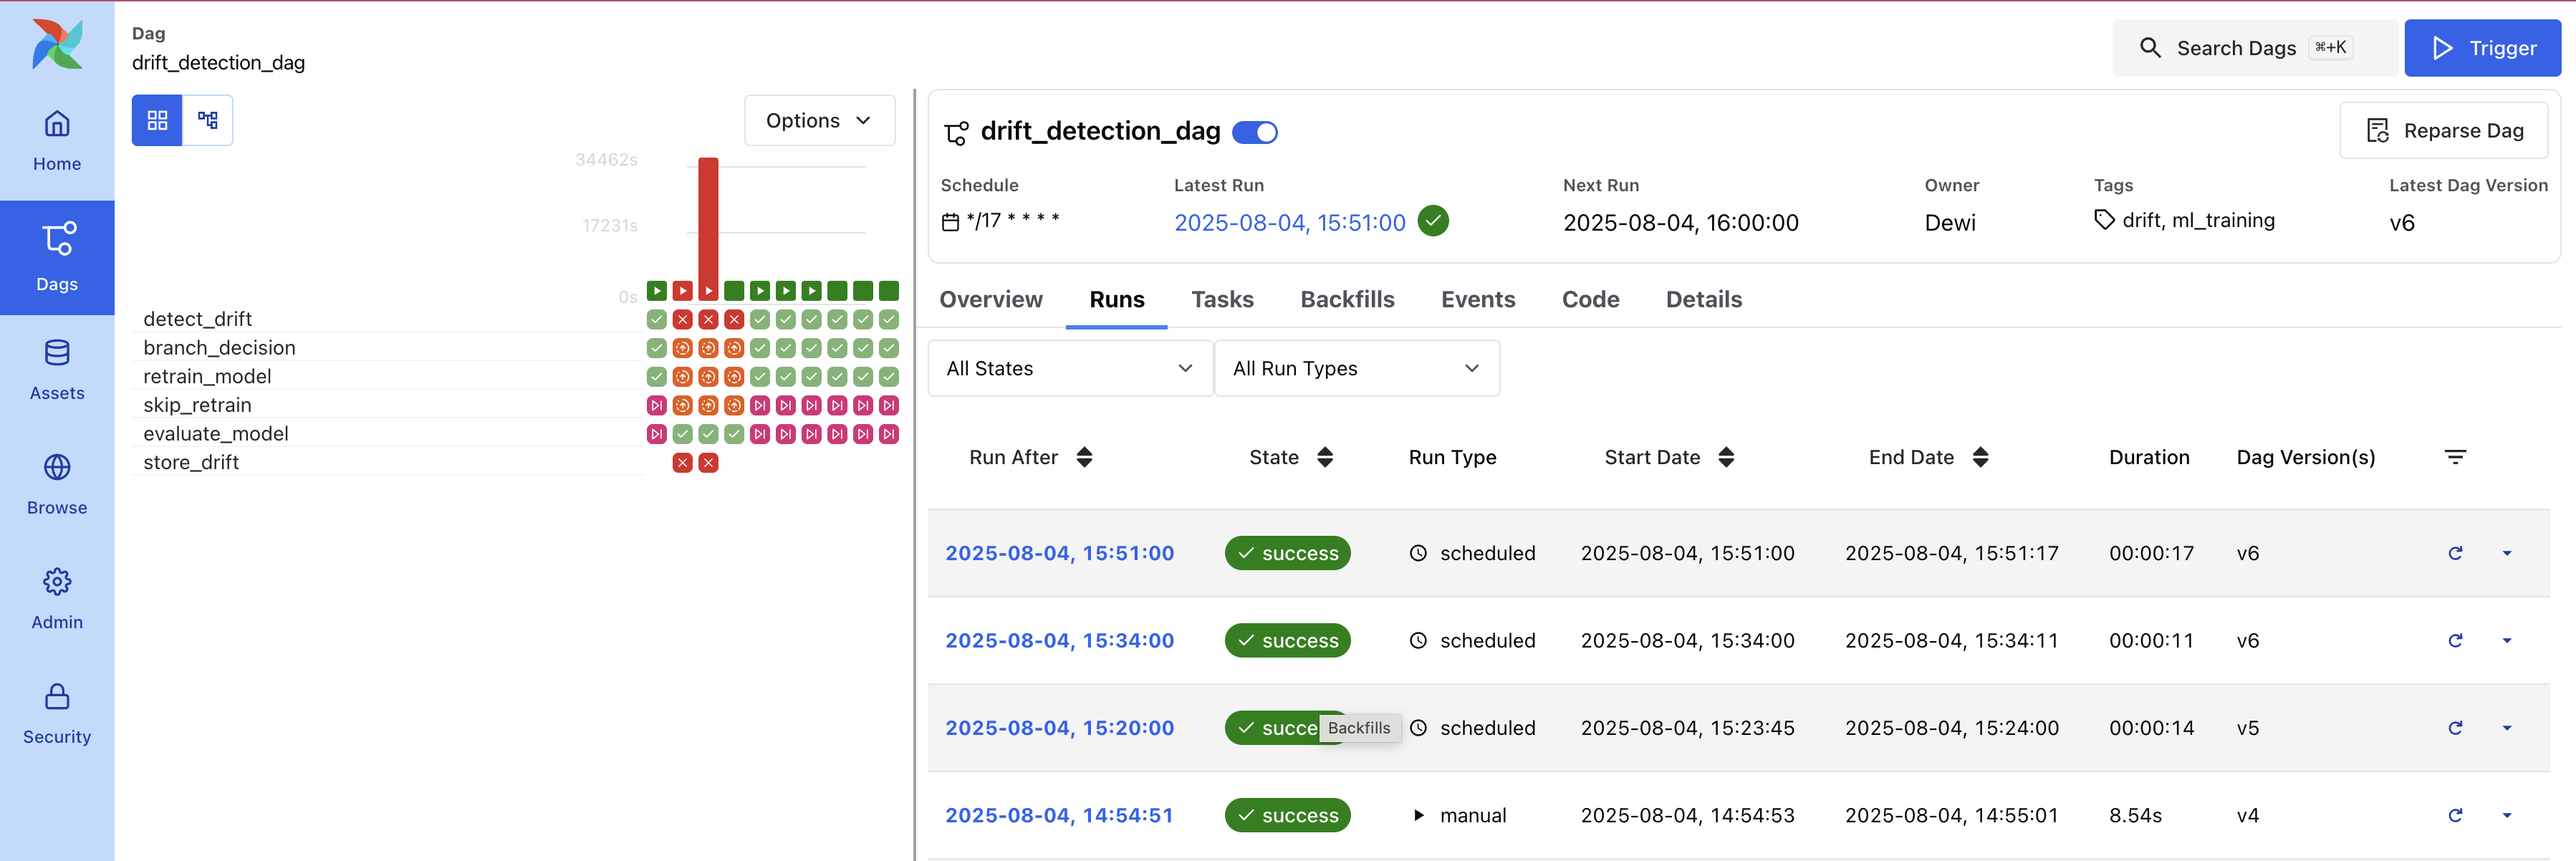 Dag
drift_detection_dag
Search Dags ⌘+K
Trigger
Home
Dags
Assets
Browse
Admin
Security
Options
34462s
17231s
0s
detect_drift
branch_decision
retrain_model
skip_retrain
evaluate_model
store_drift
drift_detection_dag
Reparse Dag
Schedule Latest Run Next Run Owner Tags Latest Dag Version
*/17 * * * * 2025-08-04, 15:51:00 2025-08-04, 16:00:00 Dewi drift, ml_training v6
Overview Runs Tasks Backfills Events Code Details
All States All Run Types
Run After State Run Type Start Date End Date Duration Dag Version(s)
2025-08-04, 15:51:00 success scheduled 2025-08-04, 15:51:00 2025-08-04, 15:51:17 00:00:17 v6
2025-08-04, 15:34:00 success scheduled 2025-08-04, 15:34:00 2025-08-04, 15:34:11 00:00:11 v6
2025-08-04, 15:20:00 succe Backfills scheduled 2025-08-04, 15:23:45 2025-08-04, 15:24:00 00:00:14 v5
2025-08-04, 14:54:51 success manual 2025-08-04, 14:54:53 2025-08-04, 14:55:01 8.54s v4